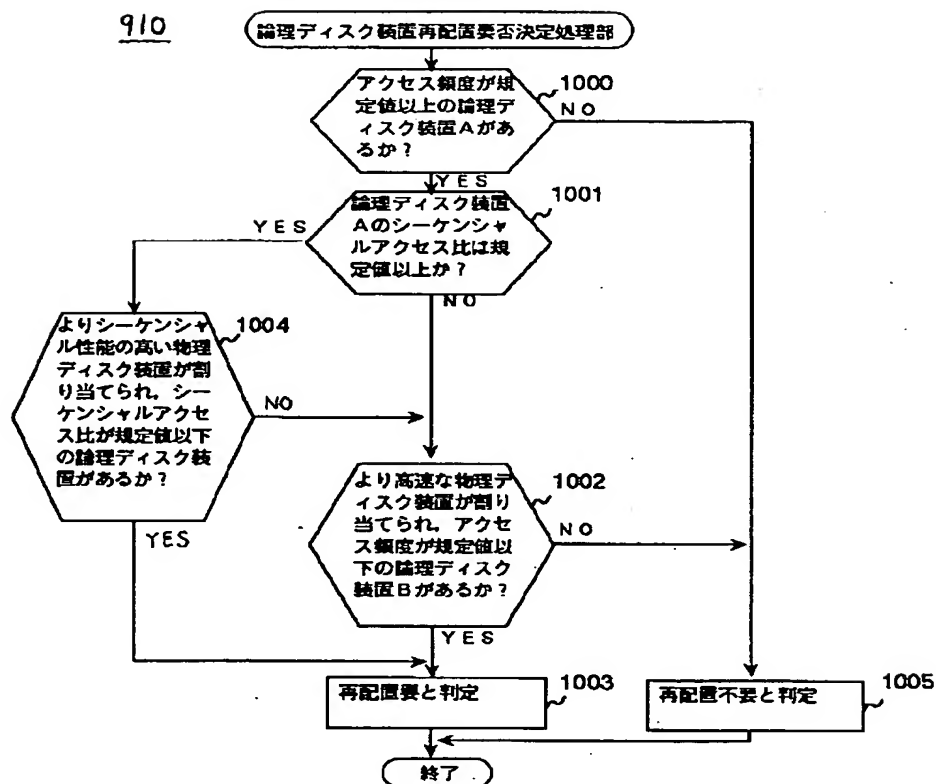 910
論理ディスク装置再配置要否決定処理部
アクセス頻度が規
定値以上の論理デ
ィスク装置Aがあ
るか？
1000
NO
YES
論理ディスク装置
Aのシーケンシャ
ルアクセス比は規
定値以上か？
1001
YES
NO
よりシーケンシャ
ル性能の高い物理
ディスク装置が割
り当てられ，シー
ケンシャルアクセ
ス比が規定値以下
の論理ディスク装
置があるか？
1004
NO
YES
より高速な物理デ
ィスク装置が割り
当てられ，アクセ
ス頻度が規定値以
下の論理ディスク
装置Bがあるか？
1002
NO
YES
再配置要と判定
1003
再配置不要と判定
1005
終了